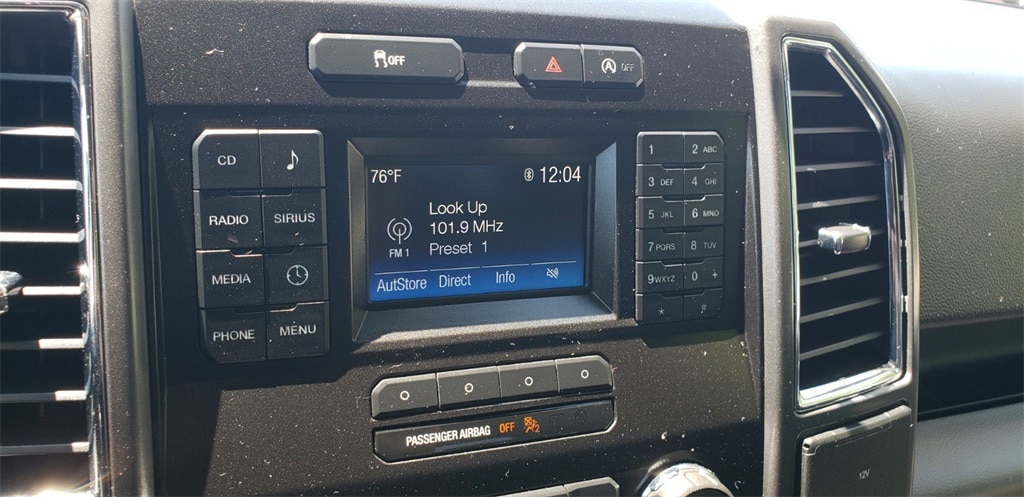 OFF
A OFF
CD
RADIO SIRIUS
MEDIA
PHONE MENU
76°F 12:04
Look Up
101.9 MHz
FM 1 Preset 1
AutStore Direct Info
1 2 ABC
3 DEF 4 GHI
5 JKL 6 MNO
7 PQRS 8 TUV
9 WXYZ 0 +
* #
PASSENGER AIRBAG OFF 2
12V